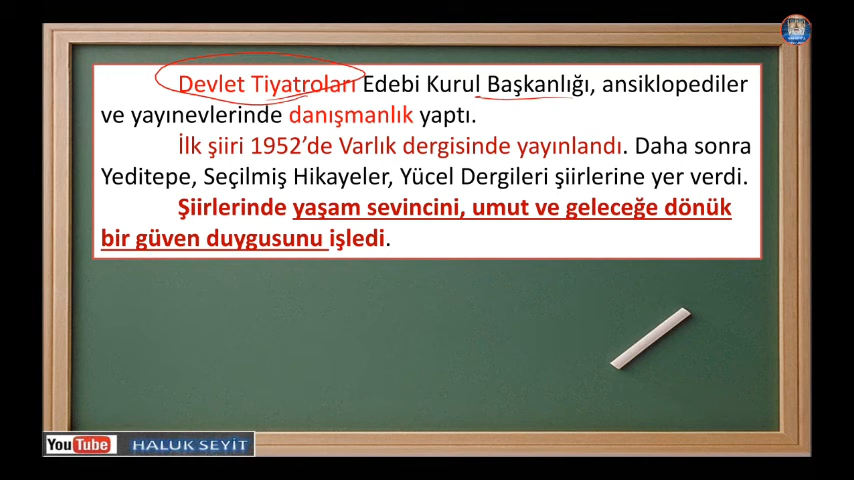 Devlet Tiyatroları Edebi Kurul Başkanlığı, ansiklopediler
ve yayınevlerinde danışmanlık yaptı.
İlk şiiri 1952’de Varlık dergisinde yayınlandı. Daha sonra
Yeditepe, Seçilmiş Hikayeler, Yücel Dergileri şiirlerine yer verdi.
Şiirlerinde yaşam sevincini, umut ve geleceğe dönük
bir güven duygusunu işledi.
YouTube HALUK SEYİT